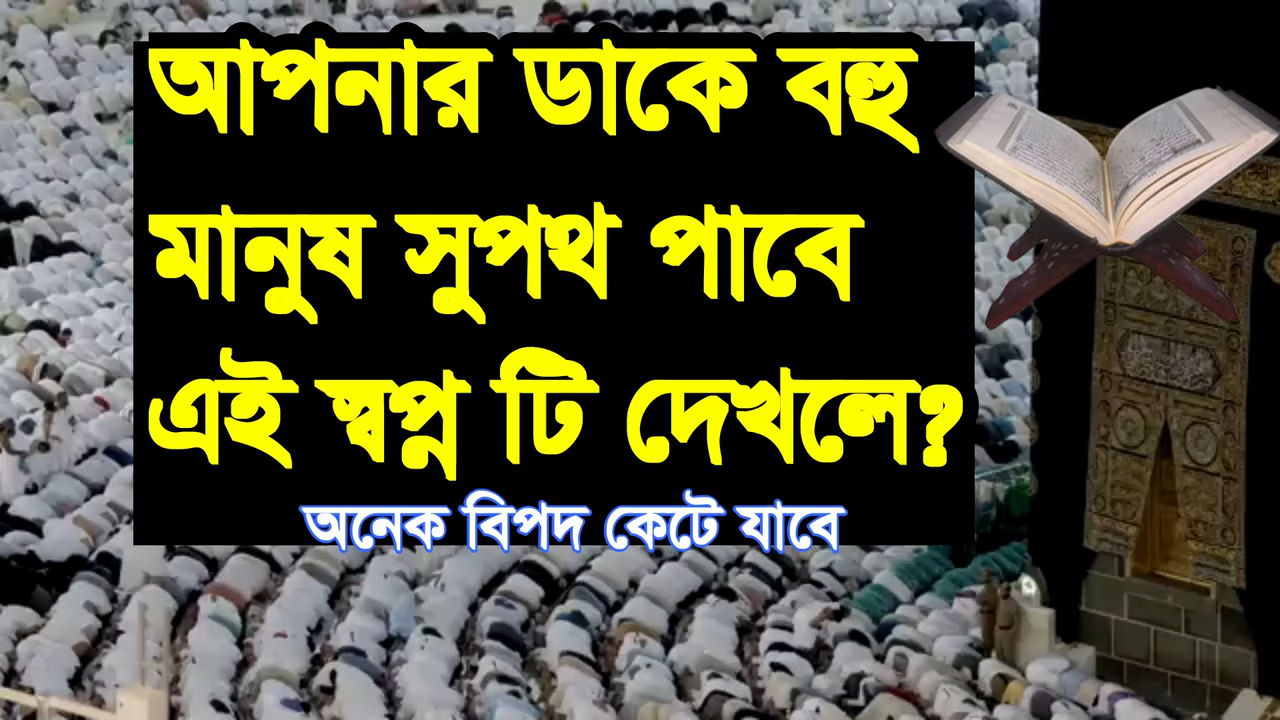 আপনার ডাকে বহু
মানুষ সুপথ পাবে
এই স্বপ্ন টি দেখলে?
অনেক বিপদ কেটে যাবে